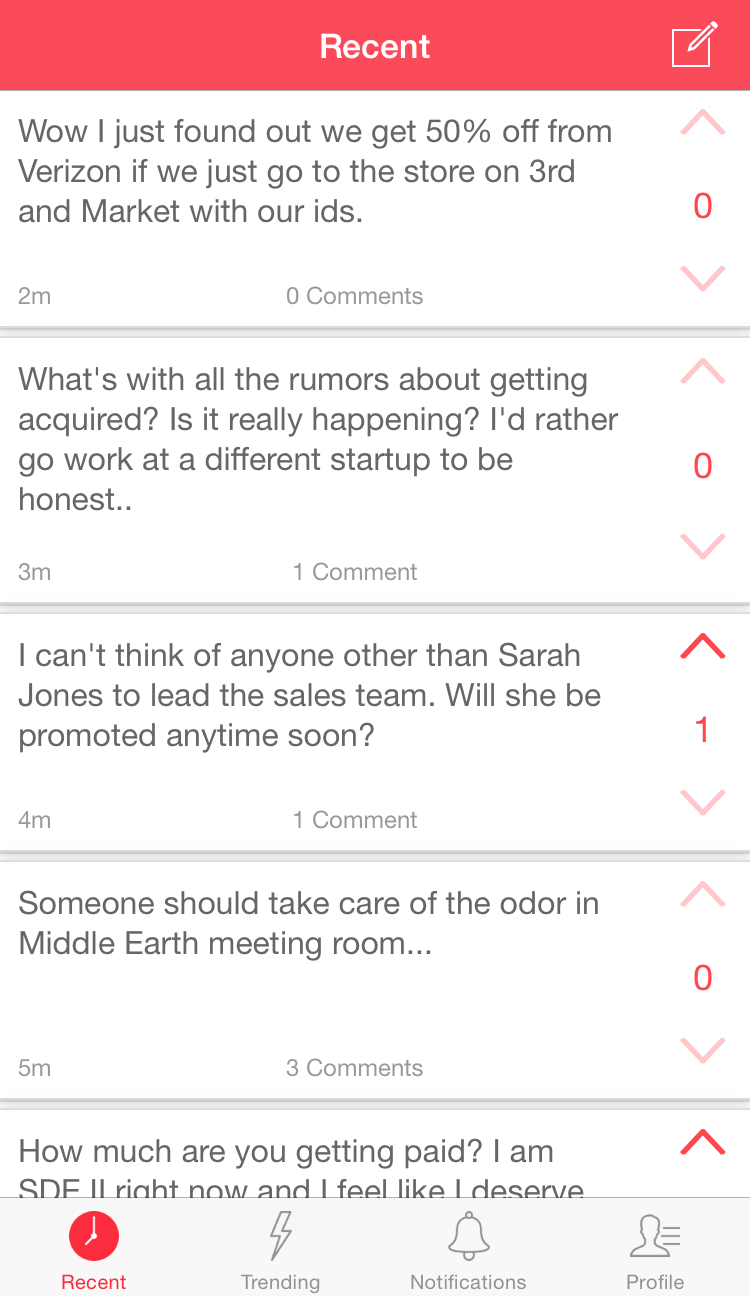 Recent
Wow I just found out we get 50% off from
Verizon if we just go to the store on 3rd
and Market with our ids.
0
2m
0 Comments
What's with all the rumors about getting
acquired? Is it really happening? I'd rather
go work at a different startup to be
honest..
0
3m
1 Comment
I can't think of anyone other than Sarah
Jones to lead the sales team. Will she be
promoted anytime soon?
1
4m
1 Comment
Someone should take care of the odor in
Middle Earth meeting room...
0
5m
3 Comments
How much are you getting paid? I am
SDE II right now and I feel like I deserve
Recent
Trending
Notifications
Profile